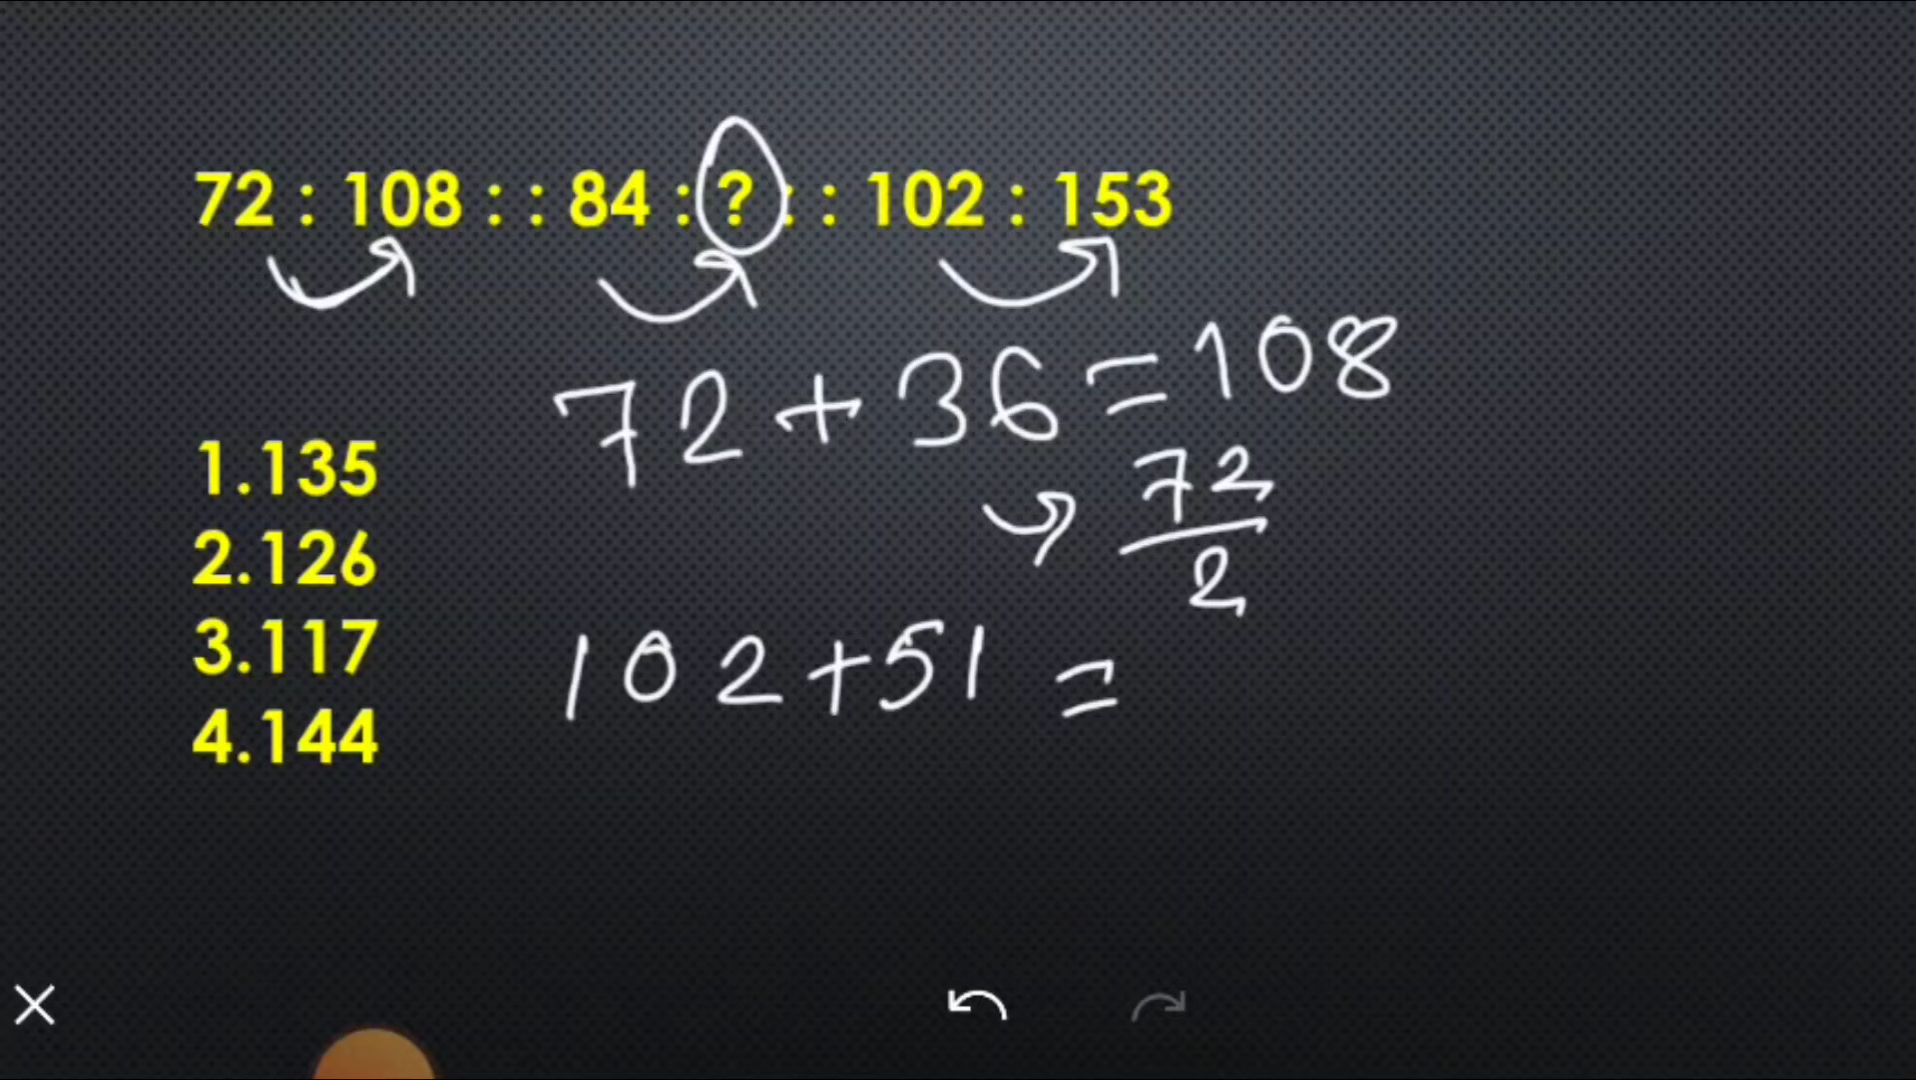 72 : 108 : : 84 : ? : : 102 : 153
72 + 36 = 108
1.135
72
2.126
2
3.117
102 + 51 =
4.144